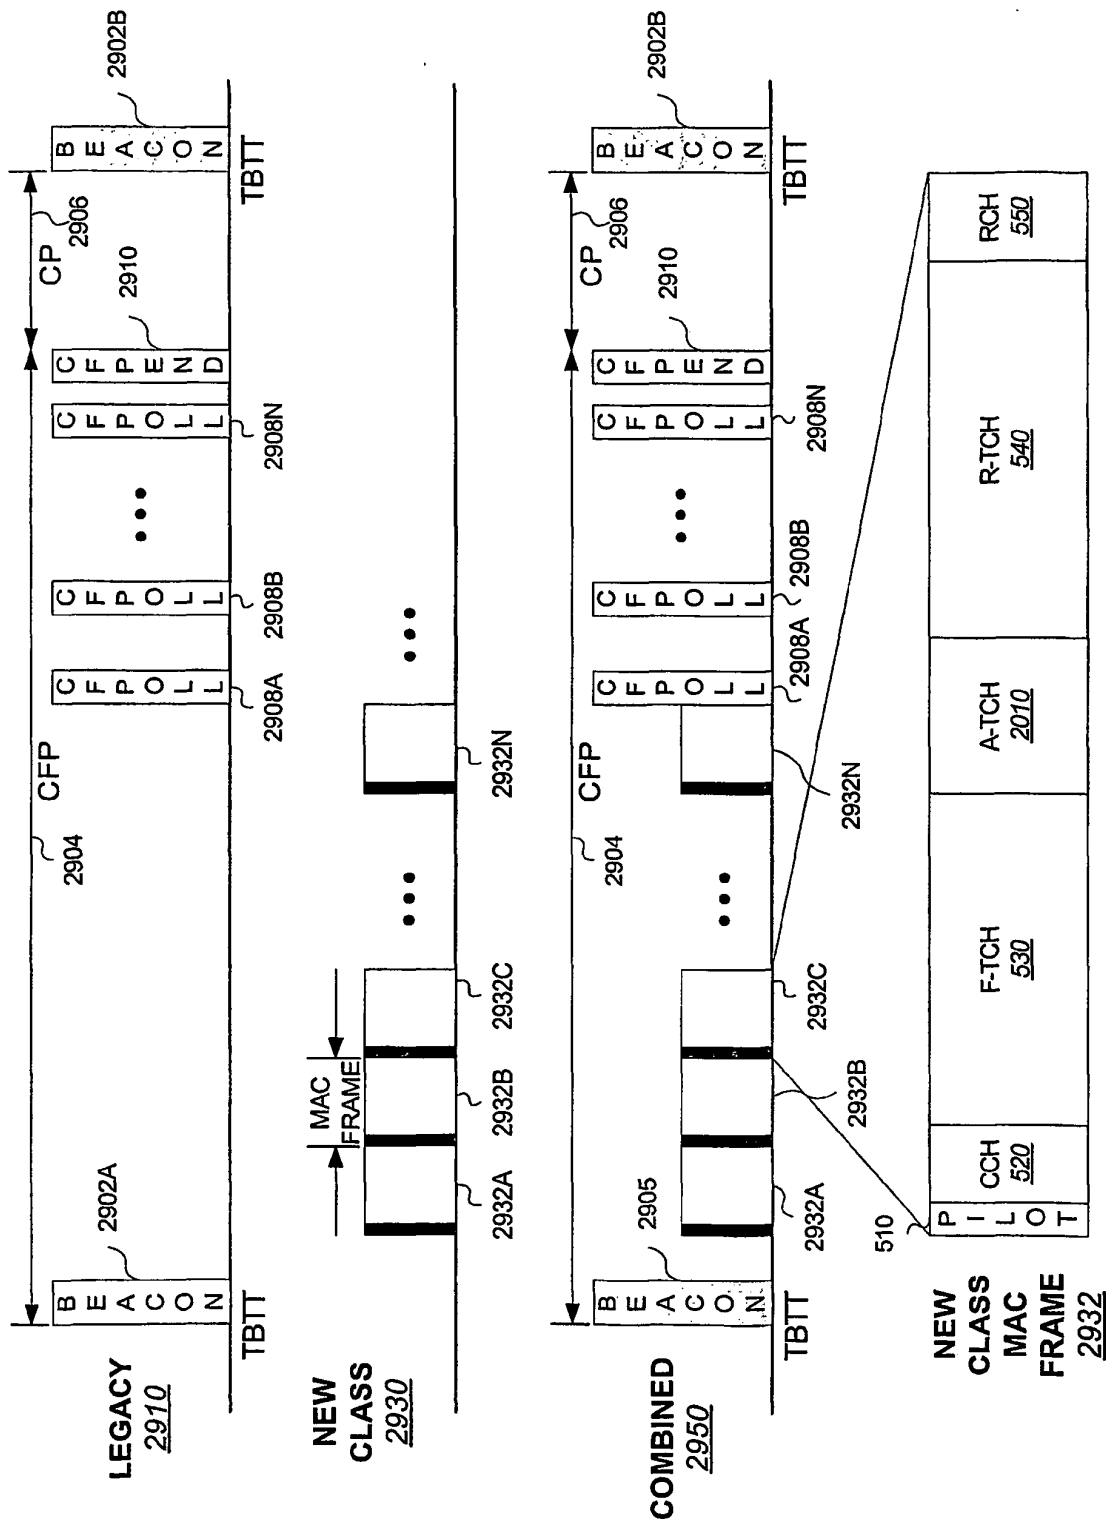 LEGACY
2910
TBTT
BEACON
2902A
2904
CFP
CFPOLL
2908A
CFPOLL
2908B
CFPOLL
2908N
CFPEND
2910
CP
2906
TBTT
BEACON
2902B
NEW
CLASS
2930
2932A
MAC
FRAME
2932B
2932C
2932N
COMBINED
2950
TBTT
BEACON
2905
2932A
2932B
2932C
2932N
2904
CFP
CFPOLL
2908A
CFPOLL
2908B
CFPOLL
2908N
CFPEND
2910
CP
2906
TBTT
BEACON
2902B
NEW
CLASS
MAC
FRAME
2932
510
PILOT
CCH
520
F-TCH
530
A-TCH
2010
R-TCH
540
RCH
550